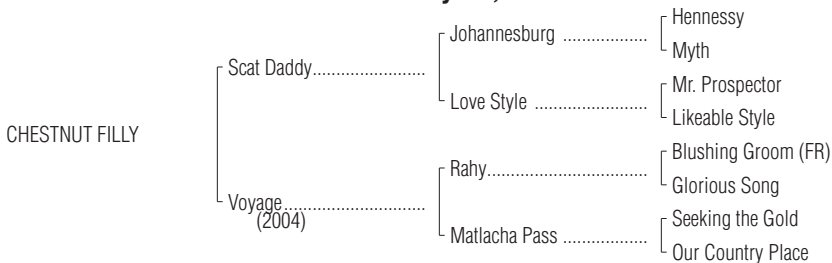 Hennessy
Johannesburg ...................
Myth
Scat Daddy.........................
Mr. Prospector
Love Style .........................
Likeable Style
CHESTNUT FILLY
Blushing Groom (FR)
Rahy...................................
Glorious Song
Voyage...............................
(2004)
Seeking the Gold
Matlacha Pass ...................
Our Country Place